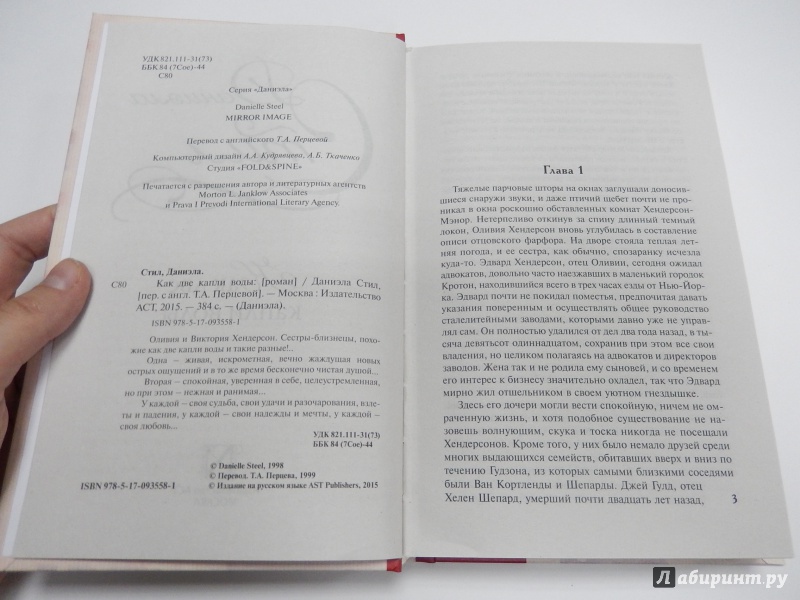 УДК 821.111-31(73)
ББК 84 (7Сое)-44
С80
Серия «Даниэла»
Danielle Steel
MIRROR IMAGE
Перевод с английского Т.А. Перцевой
Компьютерный дизайн А.А. Кудрявцева, А.Б. Ткаченко
Студия «FOLD&SPINE»
Печатается с разрешения автора и литературных агентств
Morton L. Janklow Associates
и Prava I Prevodi International Literary Agency.
Стил, Даниэла.
С80 Как две капли воды: [роман] / Даниэла Стил,
[пер. с англ. Т.А. Перцевой]. — Москва : Издательство
АСТ, 2015. — 384 с. — (Даниэла).
ISBN 978-5-17-093558-1
Оливия и Виктория Хендерсон. Сестры-близнецы, похо-
жие как две капли воды и такие разные!..
Одна — живая, искрометная, вечно жаждущая новых
острых ощущений и в то же время бесконечно чистая душой...
Вторая — спокойная, уверенная в себе, целеустремленная,
но при этом — нежная и ранимая...
У каждой — своя судьба, свои удачи и разочарования, взле-
ты и падения, у каждой — свои надежды и мечты, у каждой —
своя любовь...
УДК 821.111-31(73)
ББК 84 (7Сое)-44
© Danielle Steel, 1998
© Перевод. Т.А. Перцева, 1999
ISBN 978-5-17-093558-1 © Издание на русском языке AST Publishers, 2015
Глава 1
Тяжелые парчовые шторы на окнах заглушали доносив-
шиеся снаружи звуки, и даже птичий щебет почти не про-
никал в окна роскошно обставленных комнат Хендерсон-
Мэнор. Нетерпеливо откинув за спину длинный темный
локон, Оливия Хендерсон вновь углубилась в составление
описи отцовского фарфора. На дворе стояла теплая лет-
няя погода, и ее сестра, как обычно, спозаранку исчезла
куда-то. Эдвард Хендерсон, отец Оливии, сегодня ожидал
адвокатов, довольно часто наезжавших в маленький городок
Кротон, находившийся всего в трех часах езды от Нью-Йор-
ка. Эдвард почти не покидал поместья, предпочитая давать
указания поверенным и осуществлять общее руководство
сталелитейными заводами, которыми давно уже не управ-
лял сам. Он полностью удалился от дел два года назад, в ты-
сяча девятьсот одиннадцатом, сохранив при этом все свои
владения, но целиком полагаясь на адвокатов и директоров
заводов. Жена так и не родила ему сыновей, и со временем
его интерес к бизнесу значительно охладел, так что Эдвард
мирно жил отшельником в своем уютном гнездышке.
Здесь его дочери могли вести спокойную, ничем не ом-
раченную жизнь, и хотя подобное существование не на-
зовешь волнующим, скука и тоска никогда не посещали
Хендерсонов. Кроме того, у них было немало друзей среди
многих выдающихся семейств, обитавших вверх и вниз по
течению Гудзона, из которых самыми близкими соседями
были Ван Кортленды и Шепарды. Джей Гулд, отец
Хелен Шепард, умерший почти двадцать лет назад,
3
лабиринт.ру